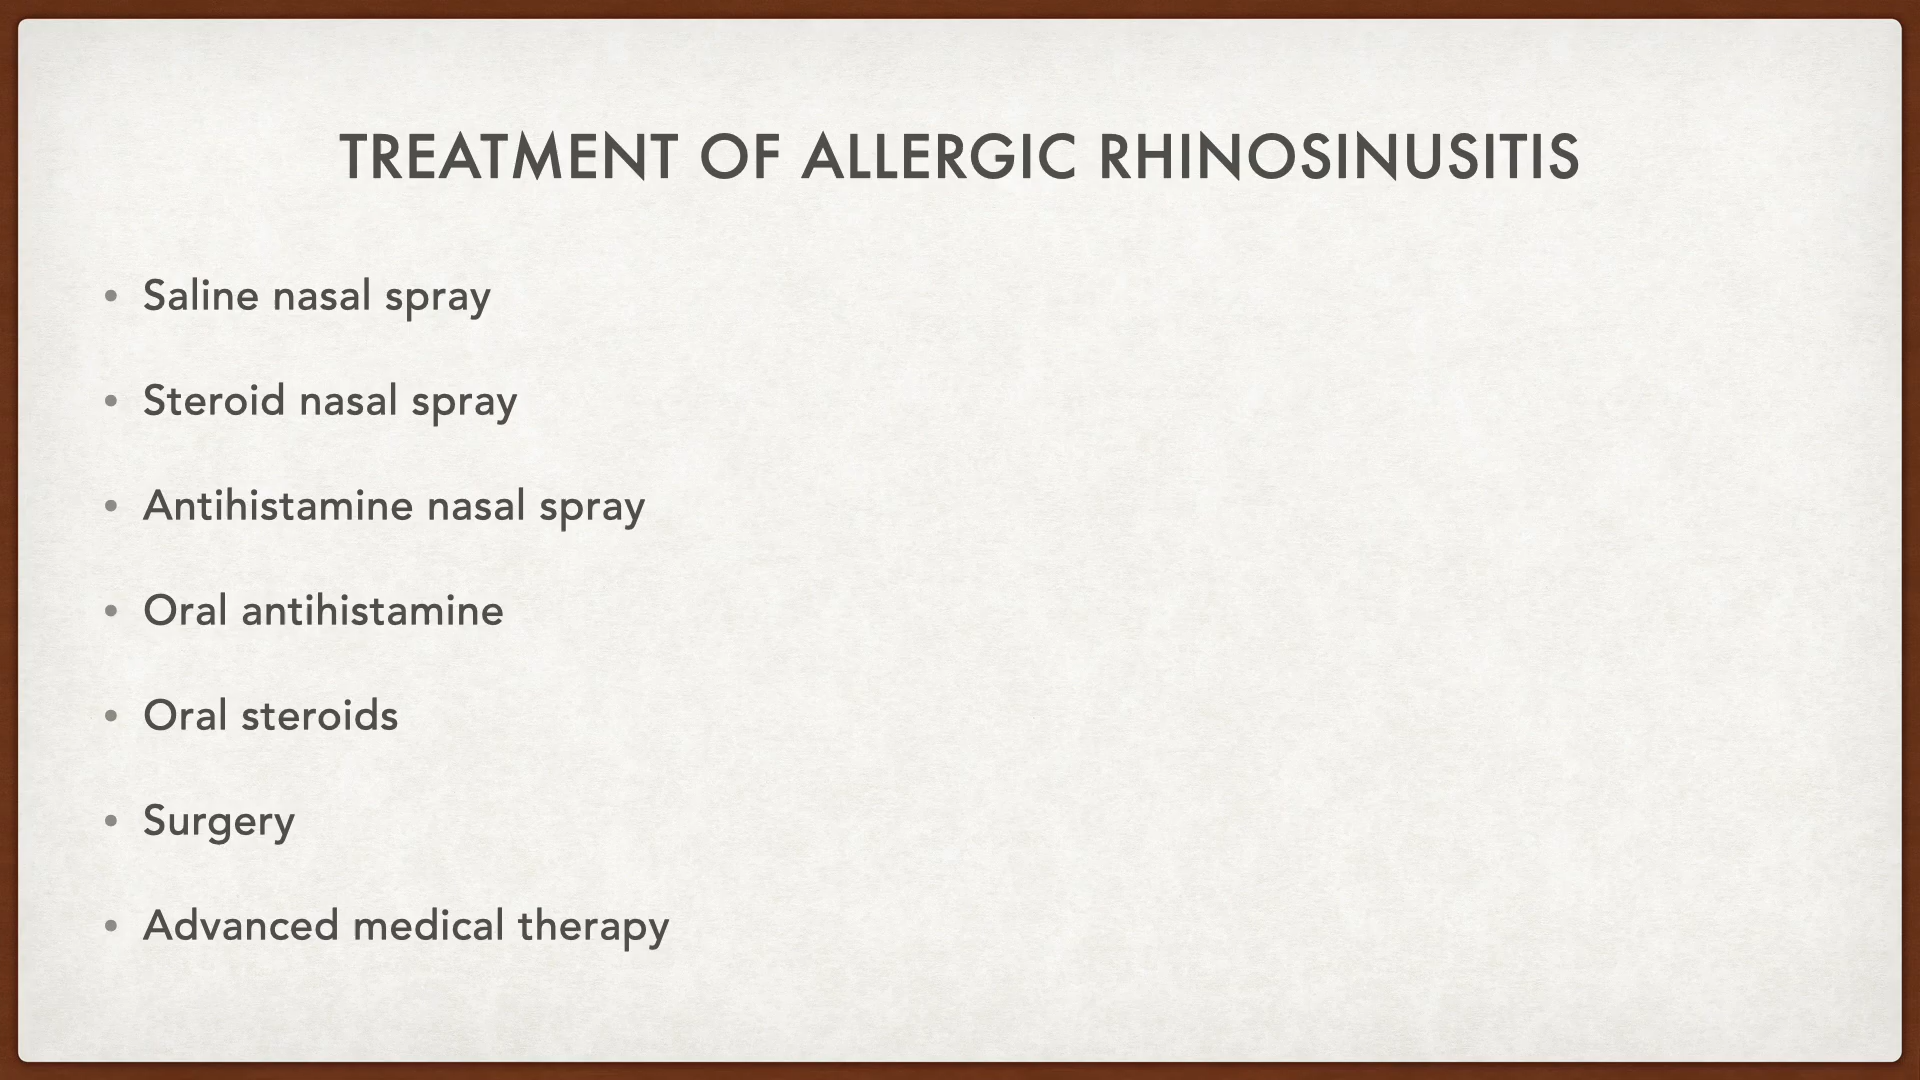 TREATMENT OF ALLERGIC RHINOSINUSITIS
• Saline nasal spray
• Steroid nasal spray
• Antihistamine nasal spray
• Oral antihistamine
• Oral steroids
• Surgery
• Advanced medical therapy